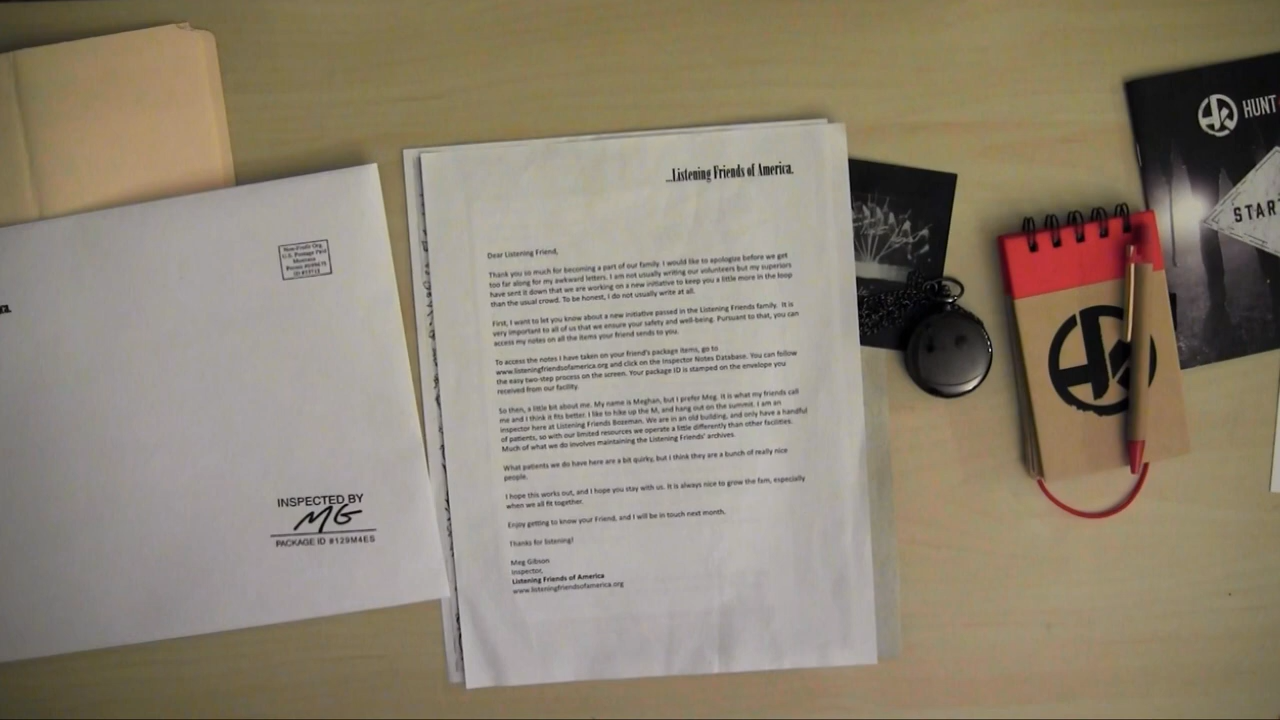 Non-Profit Org.
U.S. Postage Paid
Montana
ID #13713
INSPECTED BY
MG
PACKAGE ID #129M4ES
...Listening Friends of America.
Dear Listening Friend,
Thank you so much for becoming a part of our family. I would like to apologize before we get
too far along for my awkward letters. I am not usually writing our volunteers but my superiors
have sent it down that we are working on a new initiative to keep you a little more in the loop
than the usual crowd. To be honest, I do not usually write at all.
First, I want to let you know about a new initiative passed in the Listening Friends family. It is
very important to all of us that we ensure your safety and well-being. Pursuant to that, you can
access my notes on all the items your friend sends to you.
To access the notes I have taken on your friend's package items, go to
www.listeningfriendsofamerica.org and click on the Inspector Notes Database. You can follow
the easy two-step process on the screen. Your package ID is stamped on the envelope you
received from our facility.
So then, a little bit about me. My name is Meghan, but I prefer Meg. It is what my friends call
me and I think it fits better. I like to hike up the M, and hang out on the summit. I am an
inspector here at Listening Friends Bozeman. We are in an old building, and only have a handful
of patients, so with our limited resources we operate a little differently than other facilities.
Much of what we do involves maintaining the Listening Friends' archives.
What patients we do have here are a bit quirky, but I think they are a bunch of really nice
people.
I hope this works out, and I hope you stay with us. It is always nice to grow the fam, especially
when we all fit together.
Enjoy getting to know your Friend, and I will be in touch next month.
Thanks for listening!
Meg Gibson
Inspector,
Listening Friends of America
www.listeningfriendsofamerica.org
HUNT
START